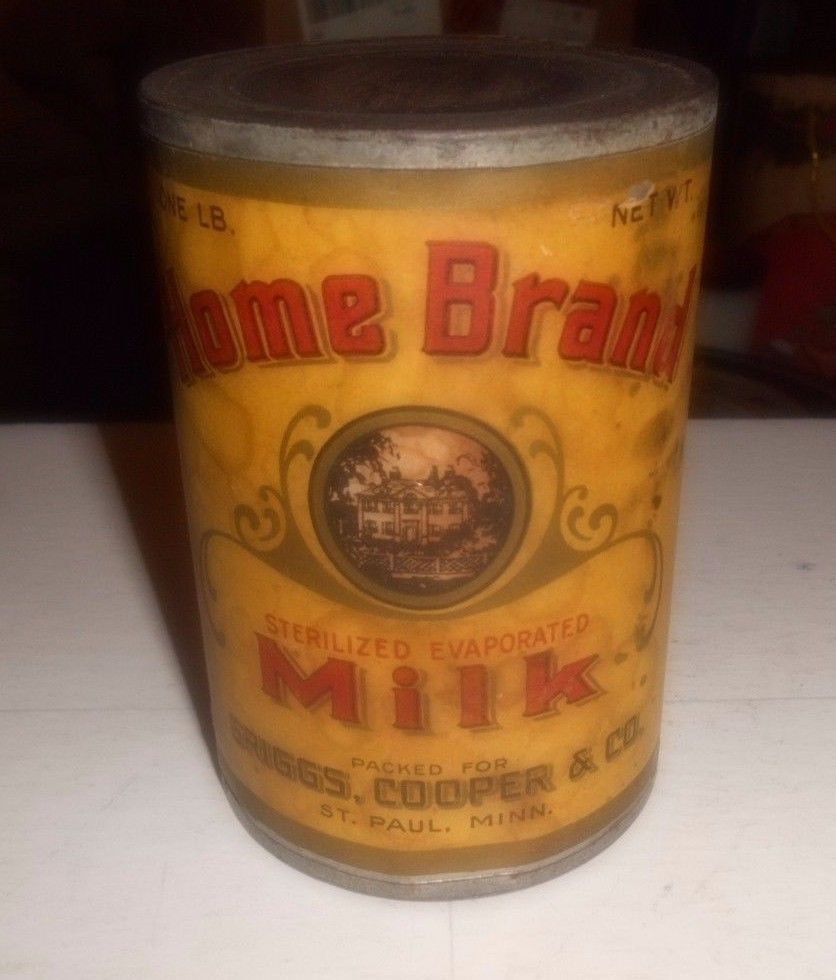 ONE LB.
NET WT.
Home Brand
STERILIZED EVAPORATED
Milk
PACKED FOR
GRIGGS, COOPER & CO.
ST. PAUL, MINN.